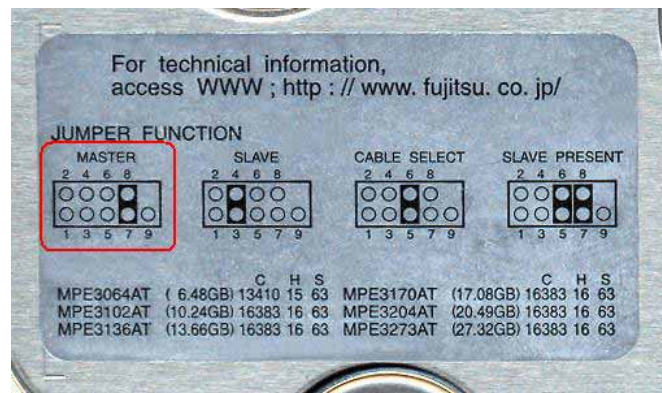 For technical information,
access WWW ; http : // www. fujitsu. co. jp/
JUMPER FUNCTION
MASTER SLAVE CABLE SELECT SLAVE PRESENT
2 4 6 8 2 4 6 8 2 4 6 8 2 4 6 8
1 3 5 7 9 1 3 5 7 9 1 3 5 7 9 1 3 5 7 9
C H S C H S
MPE3064AT ( 6.48GB) 13410 15 63 MPE3170AT (17.08GB) 16383 16 63
MPE3102AT (10.24GB) 16383 16 63 MPE3204AT (20.49GB) 16383 16 63
MPE3136AT (13.66GB) 16383 16 63 MPE3273AT (27.32GB) 16383 16 63